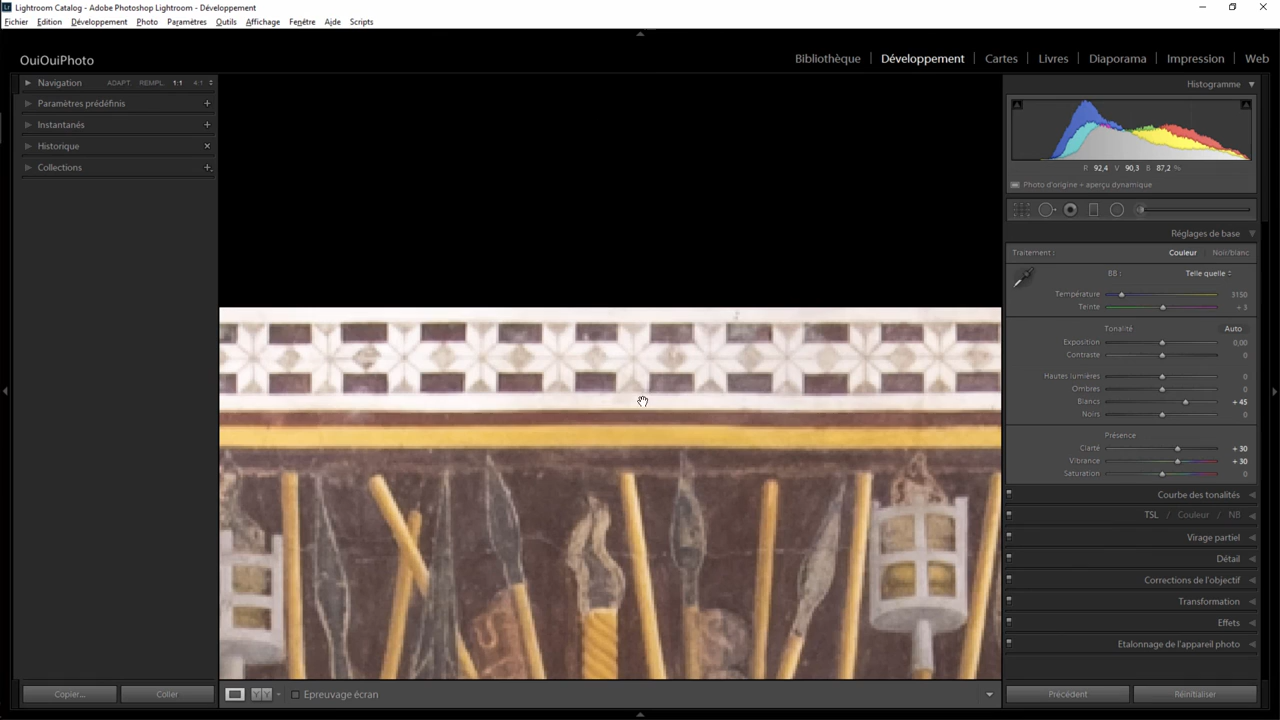 Lightroom Catalog - Adobe Photoshop Lightroom - Développement
Fichier Edition Développement Photo Paramètres Outils Affichage Fenêtre Aide Scripts
OuiOuiPhoto
Bibliothèque Développement Cartes Livres Diaporama Impression Web
Navigation ADAPT. REMPL. 1:1 4:1
Paramètres prédéfinis
Instantanés
Historique
Collections
Copier... Coller
Epreuvage écran
Histogramme
R 92,4 V 90,3 B 87,2 %
Photo d'origine + aperçu dynamique
Réglages de base
Traitement : Couleur Noir/blanc
BB : Telle quelle
Température 3150
Teinte + 3
Tonalité Auto
Exposition 0,00
Contraste 0
Hautes lumières 0
Ombres 0
Blancs + 45
Noirs 0
Présence
Clarté + 30
Vibrance + 30
Saturation 0
Courbe des tonalités
TSL / Couleur / NB
Virage partiel
Détail
Corrections de l'objectif
Transformation
Effets
Etalonnage de l'appareil photo
Précédent Réinitialiser